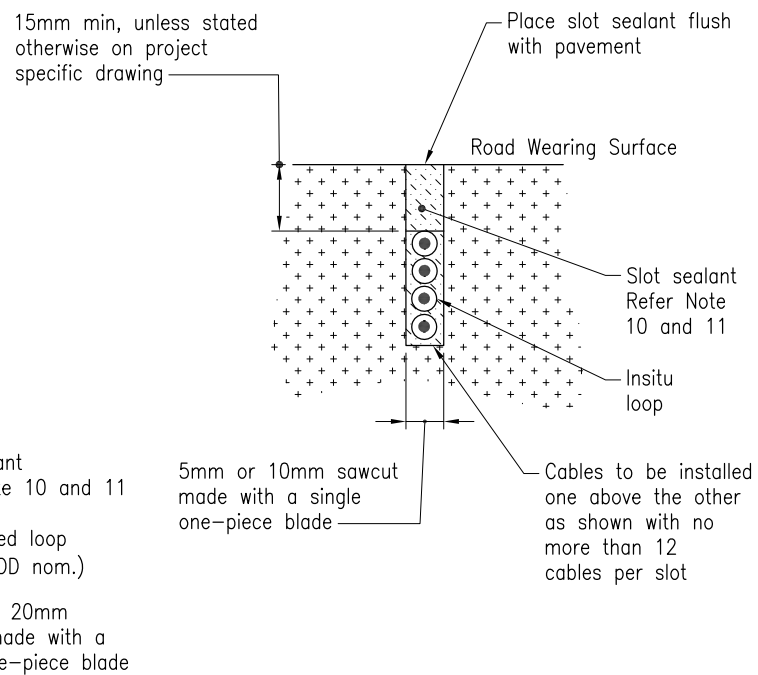 15mm min, unless stated
otherwise on project
specific drawing
Place slot sealant flush
with pavement
Road Wearing Surface
Slot sealant
Refer Note
10 and 11
Insitu
loop
5mm or 10mm sawcut
made with a single
one-piece blade
Cables to be installed
one above the other
as shown with no
more than 12
cables per slot
10 and 11
loop
OD nom.)
20mm
made with a
blade